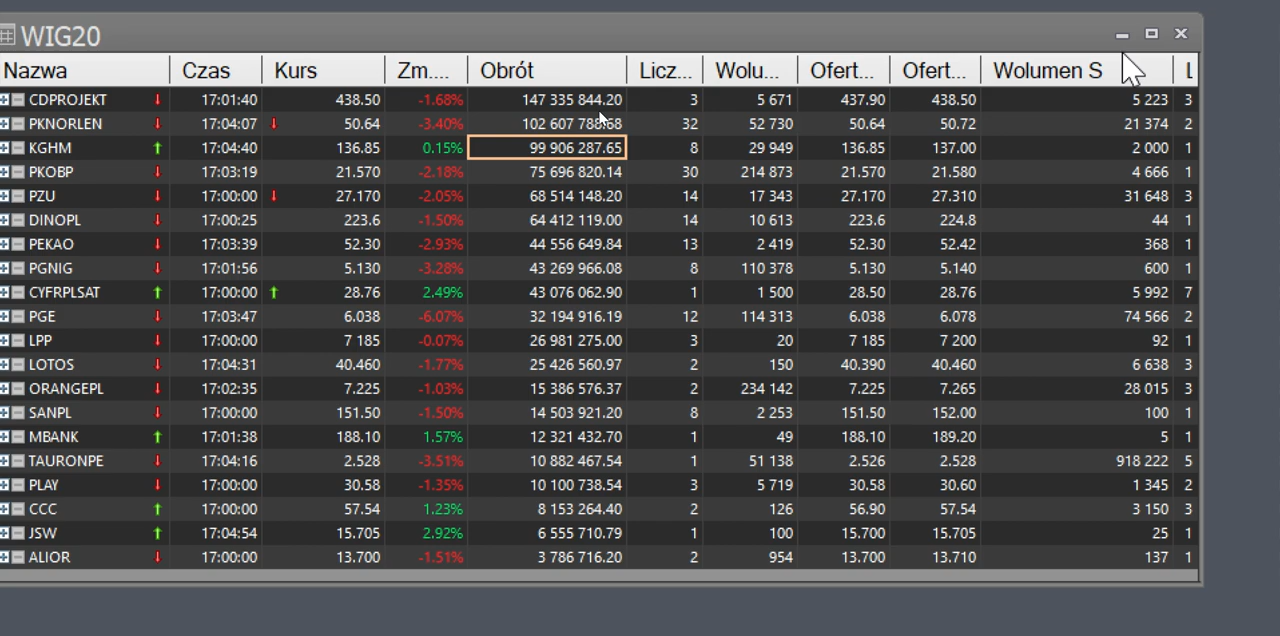 WIG20
Nazwa Czas Kurs Zm.... Obrót Licz... Wolu... Ofert... Ofert... Wolumen S
CDPROJEKT 17:01:40 438.50 -1.68% 147 335 844.20 3 5 671 437.90 438.50 5 223 3
PKNORLEN 17:04:07 50.64 -3.40% 102 607 788.68 32 52 730 50.64 50.72 21 374 2
KGHM 17:04:40 136.85 0.15% 99 906 287.65 8 29 949 136.85 137.00 2 000 1
PKOBP 17:03:19 21.570 -2.18% 75 696 820.14 30 214 873 21.570 21.580 4 666 1
PZU 17:00:00 27.170 -2.05% 68 514 148.20 14 17 343 27.170 27.310 31 648 3
DINOPL 17:00:25 223.6 -1.50% 64 412 119.00 14 10 613 223.6 224.8 44 1
PEKAO 17:03:39 52.30 -2.93% 44 556 649.84 13 2 419 52.30 52.42 368 1
PGNIG 17:01:56 5.130 -3.28% 43 269 966.08 8 110 378 5.130 5.140 600 1
CYFRPLSAT 17:00:00 28.76 2.49% 43 076 062.90 1 1 500 28.50 28.76 5 992 7
PGE 17:03:47 6.038 -6.07% 32 194 916.19 12 114 313 6.038 6.078 74 566 2
LPP 17:00:00 7 185 -0.07% 26 981 275.00 3 20 7 185 7 200 92 1
LOTOS 17:04:31 40.460 -1.77% 25 426 560.97 2 150 40.390 40.460 6 638 3
ORANGEPL 17:02:35 7.225 -1.03% 15 386 576.37 2 234 142 7.225 7.265 28 015 3
SANPL 17:00:00 151.50 -1.50% 14 503 921.20 8 2 253 151.50 152.00 100 1
MBANK 17:01:38 188.10 1.57% 12 321 432.70 1 49 188.10 189.20 5 1
TAURONPE 17:04:16 2.528 -3.51% 10 882 467.54 1 51 138 2.526 2.528 918 222 5
PLAY 17:00:00 30.58 -1.35% 10 100 738.54 3 5 719 30.58 30.60 1 345 2
CCC 17:00:00 57.54 1.23% 8 153 264.40 2 126 56.90 57.54 3 150 3
JSW 17:04:54 15.705 2.92% 6 555 710.79 1 100 15.700 15.705 25 1
ALIOR 17:00:00 13.700 -1.51% 3 786 716.20 2 954 13.700 13.710 137 1